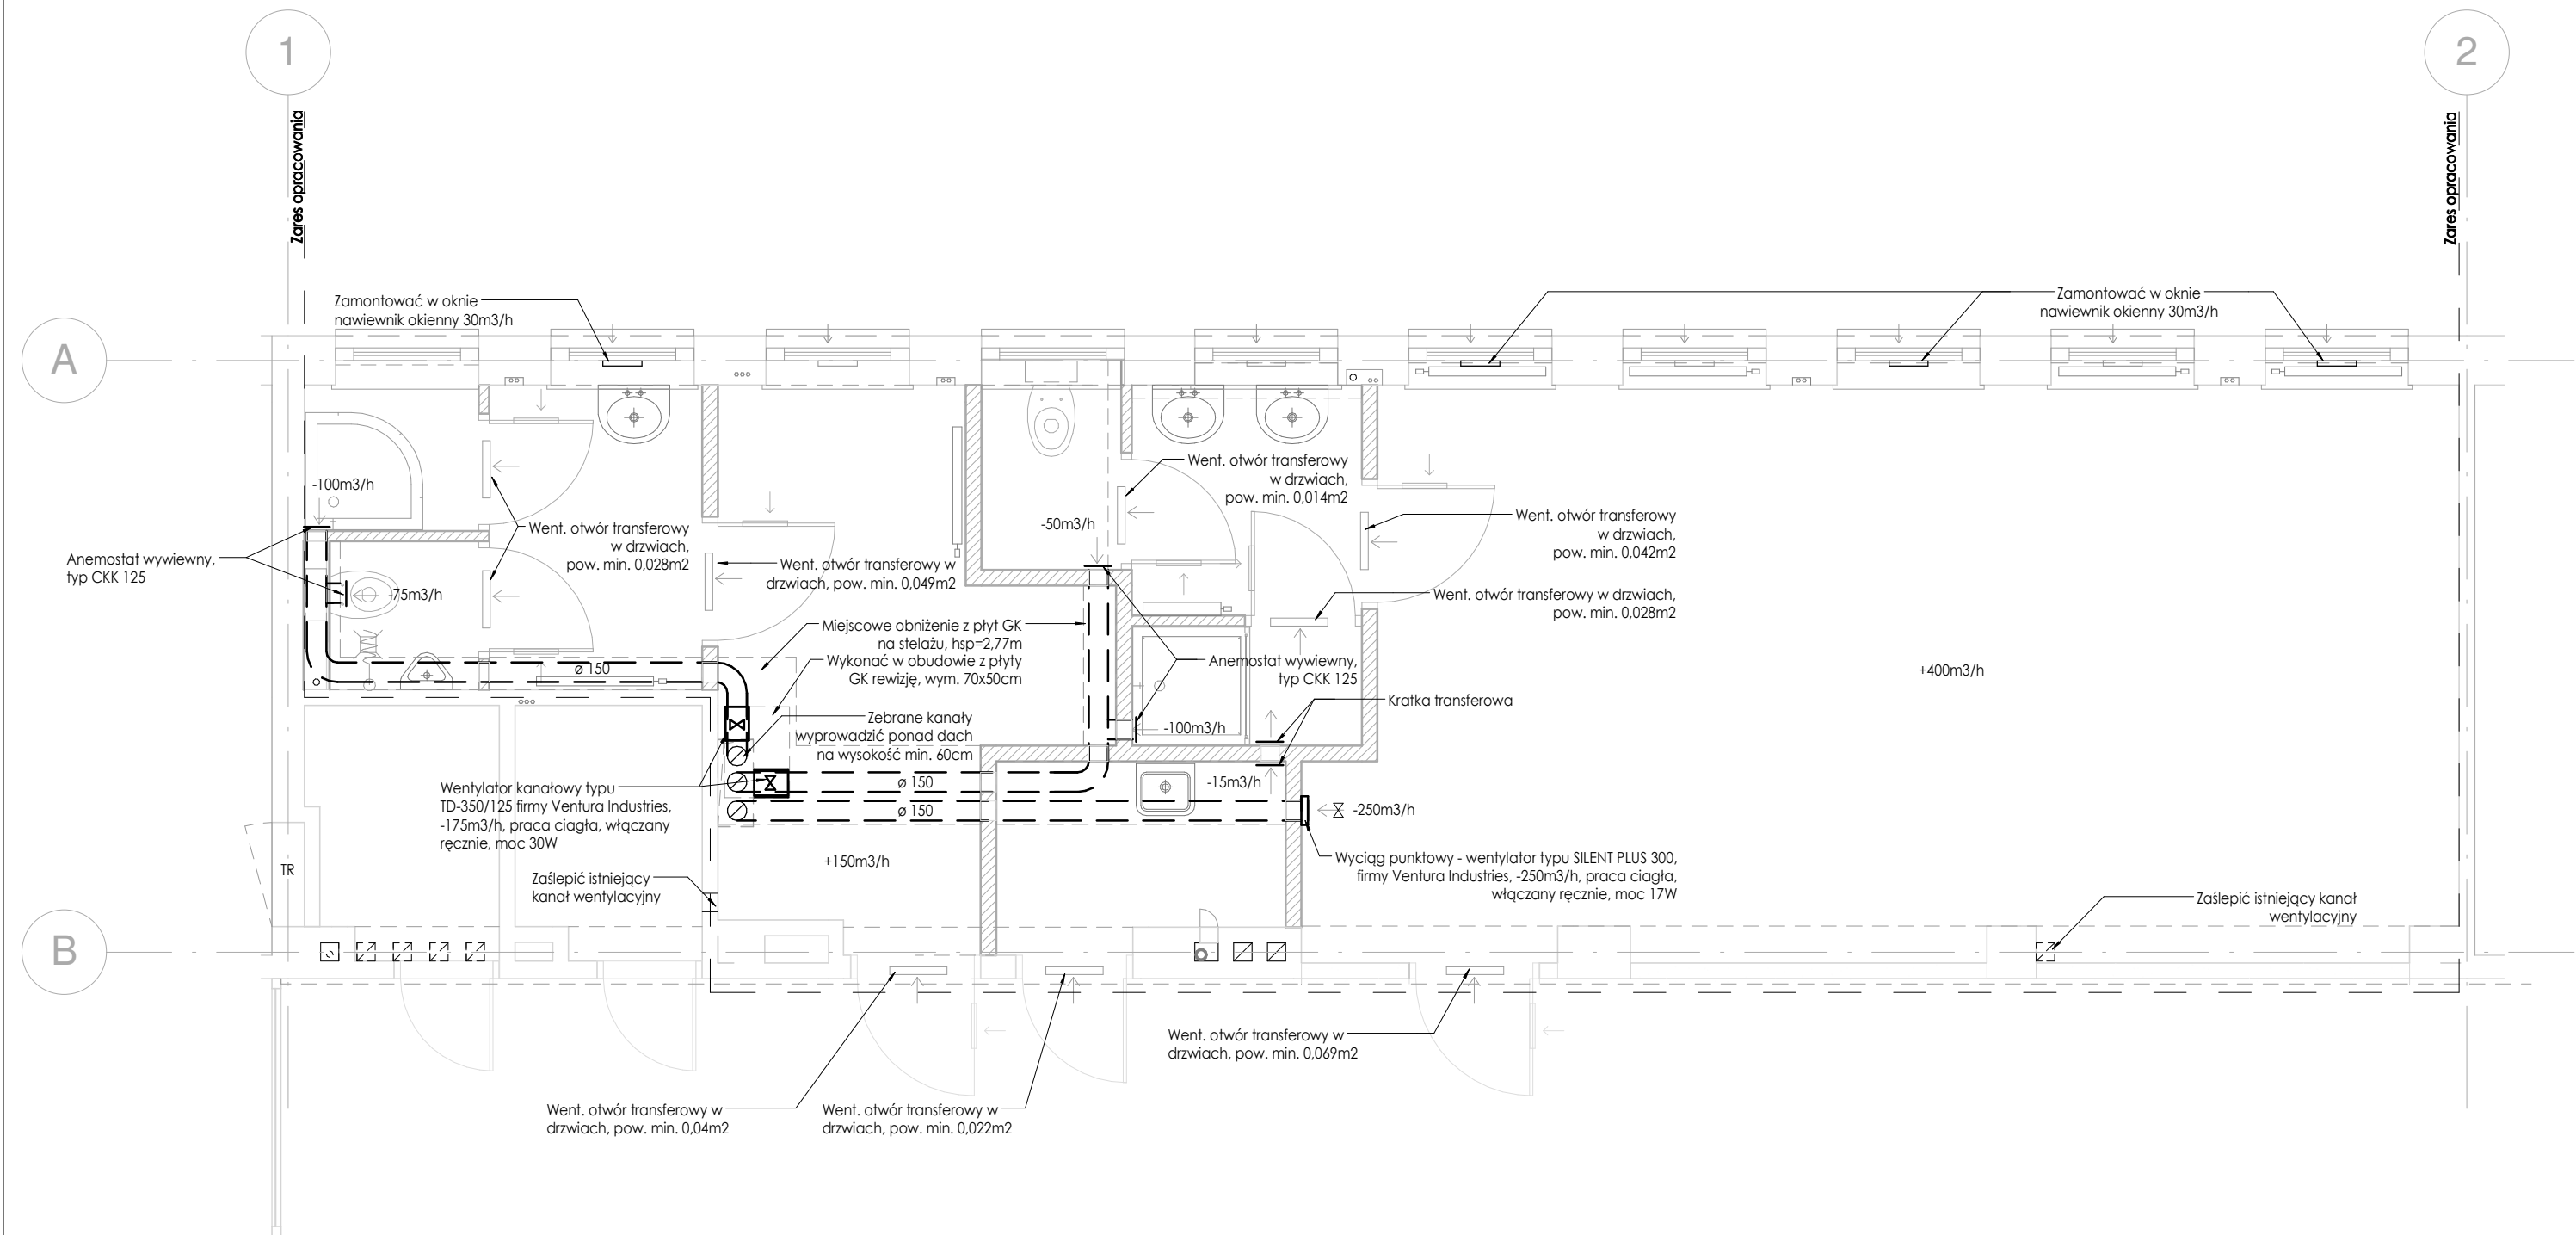 1
2
Zares opracowania
Zares opracowania
Zamontować w oknie
nawiewnik okienny 30m3/h
Zamontować w oknie
nawiewnik okienny 30m3/h
A
-100m3/h
Went. otwór transferowy
w drzwiach,
pow. min. 0,028m2
Anemostat wywiewny,
typ CKK 125
-75m3/h
Went. otwór transferowy w
drzwiach, pow. min. 0,049m2
-50m3/h
Went. otwór transferowy
w drzwiach,
pow. min. 0,014m2
Went. otwór transferowy
w drzwiach,
pow. min. 0,042m2
Went. otwór transferowy w drzwiach,
pow. min. 0,028m2
Miejscowe obniżenie z płyt GK
na stelażu, hsp=2,77m
Wykonać w obudowie z płyty
GK rewizję, wym. 70x50cm
ø 150
Anemostat wywiewny,
typ CKK 125
+400m3/h
Kratka transferowa
Zebrane kanały
wyprowadzić ponad dach
na wysokość min. 60cm
-100m3/h
Wentylator kanałowy typu
TD-350/125 firmy Ventura Industries,
-175m3/h, praca ciagła, włączany
ręcznie, moc 30W
ø 150
ø 150
-15m3/h
-250m3/h
+150m3/h
Wyciąg punktowy - wentylator typu SILENT PLUS 300,
firmy Ventura Industries, -250m3/h, praca ciagła,
włączany ręcznie, moc 17W
TR
Zaślepić istniejący
kanał wentylacyjny
Zaślepić istniejący kanał
wentylacyjny
B
Went. otwór transferowy w
drzwiach, pow. min. 0,069m2
Went. otwór transferowy w
drzwiach, pow. min. 0,04m2
Went. otwór transferowy w
drzwiach, pow. min. 0,022m2